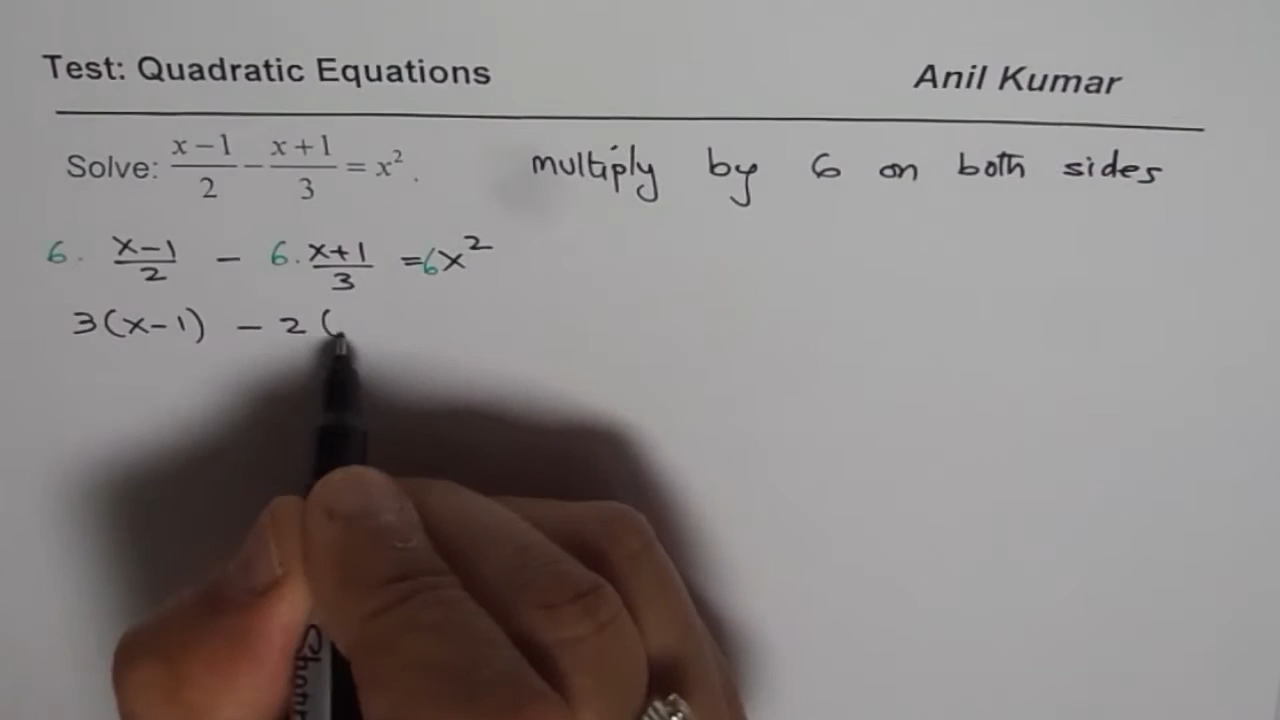 Test: Quadratic Equations Anil Kumar
Solve: (x-1)/2 - (x+1)/3 = x². multiply by 6 on both sides
6. (x-1)/2 - 6. (x+1)/3 = 6x²
3(x-1) - 2(